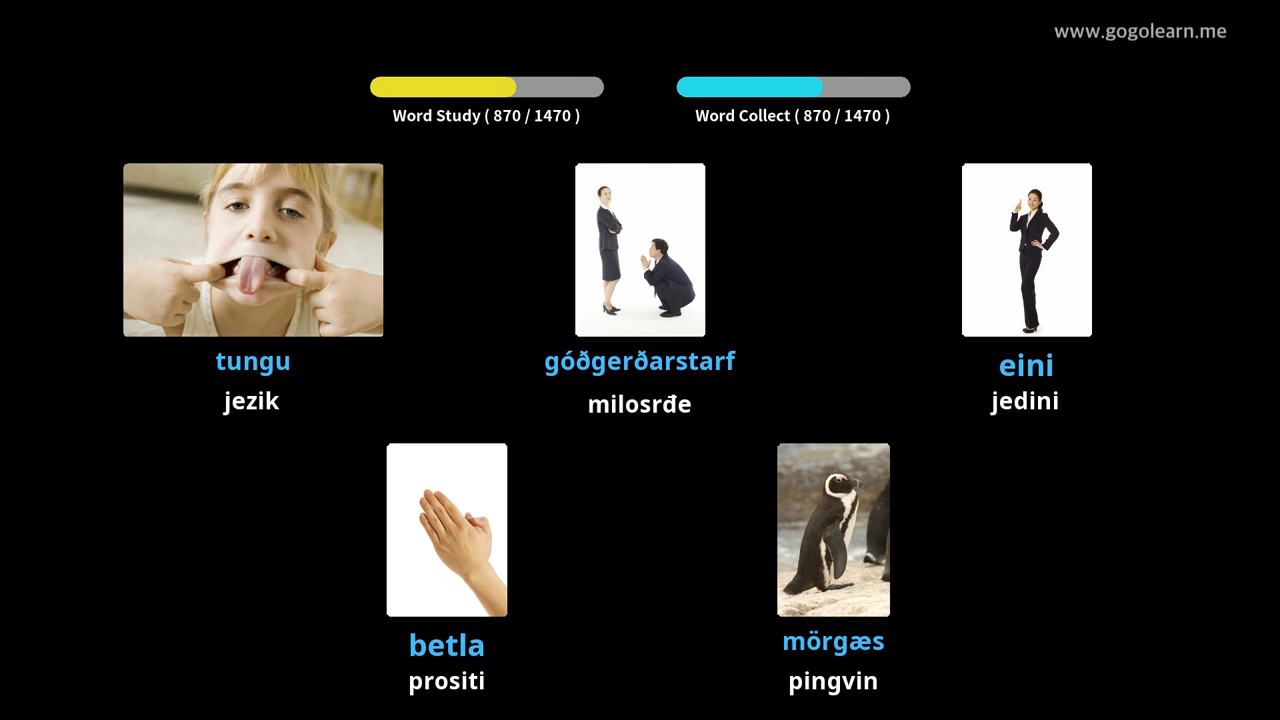 www.gogolearn.me
Word Study ( 870 / 1470 )
Word Collect ( 870 / 1470 )
tungu
jezik
góðgerðarstarf
milosrđe
eini
jedini
betla
prositi
mörgæs
pingvin